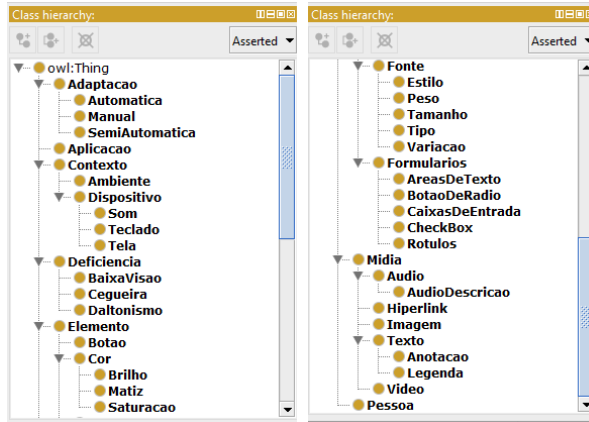 Class hierarchy:
Asserted
owl:Thing
Adaptacao
Automatica
Manual
SemiAutomatica
Aplicacao
Contexto
Ambiente
Dispositivo
Som
Teclado
Tela
Deficiencia
BaixaVisao
Cegueira
Daltonismo
Elemento
Botao
Cor
Brilho
Matiz
Saturacao
Class hierarchy:
Asserted
Fonte
Estilo
Peso
Tamanho
Tipo
Variacao
Formularios
AreasDeTexto
BotaoDeRadio
CaixasDeEntrada
CheckBox
Rotulos
Midia
Audio
AudioDescricao
Hiperlink
Imagem
Texto
Anotacao
Legenda
Video
Pessoa